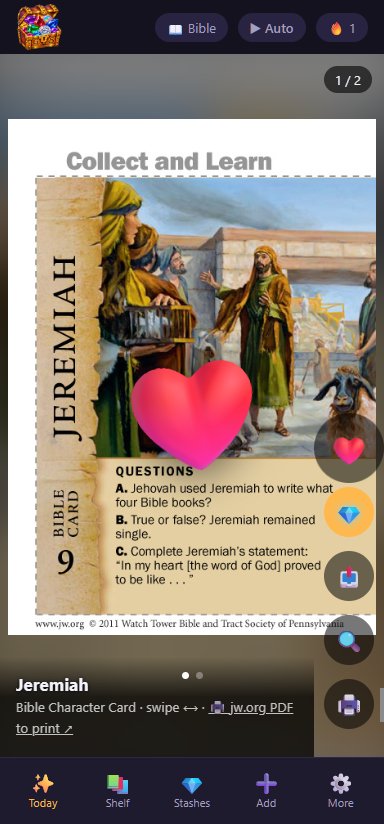 Bible
Auto
1
1 / 2
Collect and Learn
JEREMIAH
BIBLE
CARD
9
QUESTIONS
A. Jehovah used Jeremiah to write what
four Bible books?
B. True or false? Jeremiah remained
single.
C. Complete Jeremiah's statement:
“In my heart [the word of God] proved
to be like . . . ”
www.jw.org © 2011 Watch Tower Bible and Tract Society of Pennsylvania
Jeremiah
Bible Character Card · swipe ↔ · jw.org PDF
to print ↗
Today
Shelf
Stashes
Add
More